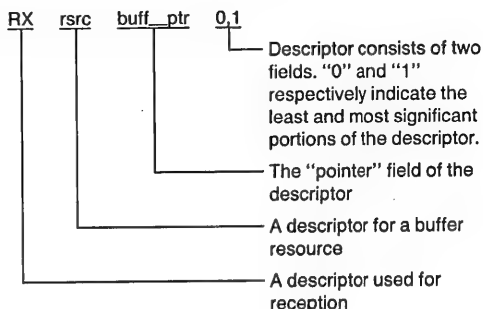 RX rsrc buff__ptr 0,1
Descriptor consists of two
fields. "0" and "1"
respectively indicate the
least and most significant
portions of the descriptor.
The "pointer" field of the
descriptor
A descriptor for a buffer
resource
A descriptor used for
reception